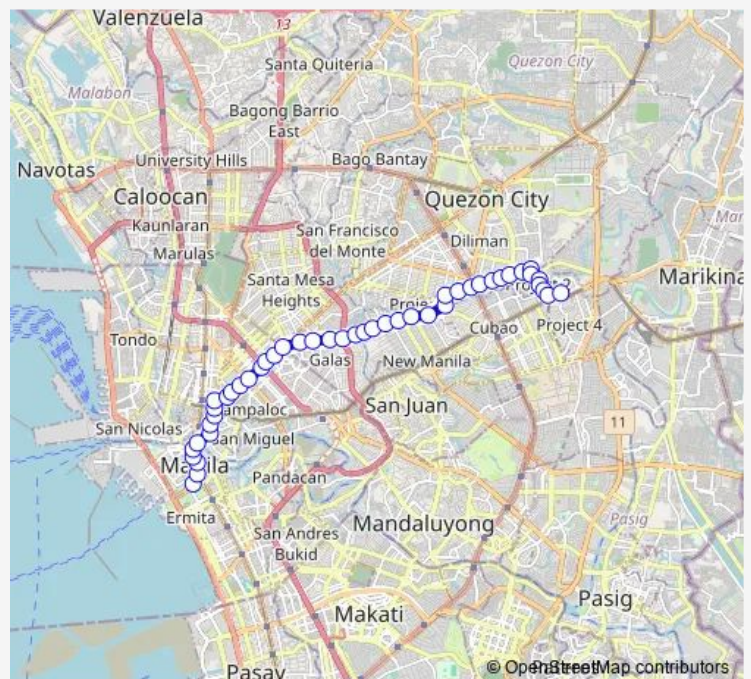 Valenzuela
13
Santa Quiteria
Quezon City
Malabon
Bagong Barrio
East
Navotas
University Hills
Bago Bantay
Caloocan
Quezon City
Kaunlaran
San Francisco
del Monte
Diliman
Marulas
Santa Mesa
Heights
Marikina
Tondo
Cubao
Project 4
Galas
New Manila
San Juan
San Nicolas
San Miguel
11
Manila
Pandacan
Ermita
Mandaluyong
Pasig
San Andres
Bukid
Makati
Pasig
Pasay
© OpenStreetMap contributors